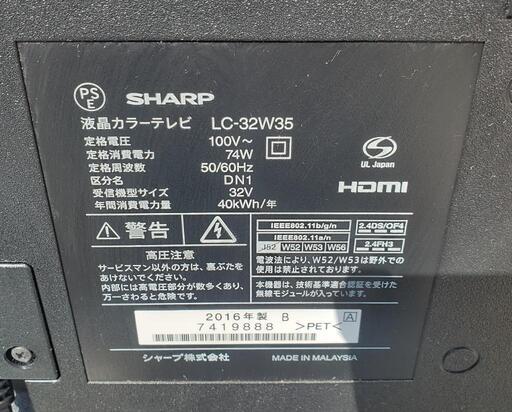 PS
E
SHARP
液晶カラーテレビ LC-32W35
定格電圧 100V～
定格消費電力 74W
定格周波数 50/60Hz
区分名 DN1
受信機型サイズ 32V
年間消費電力量 40kWh/年
UL Japan
HDMI
警告
高圧注意
サービスマン以外の方は、裏ぶたを
あけないでください。
内部には高電圧部分が数多くあり、
万一さわると危険です。
IEEE802.11b/g/n
IEEE802.11a/n
J52 W52 W53 W56
2.4DS/OF4
2.4FH3
電波法により、W52/W53は野外での
使用は禁止されています。
本機器は、技術基準適合認証を受けた
無線モジュールが入っています。
2016年製 B A
7419888 >PET<
シャープ株式会社 MADE IN MALAYSIA